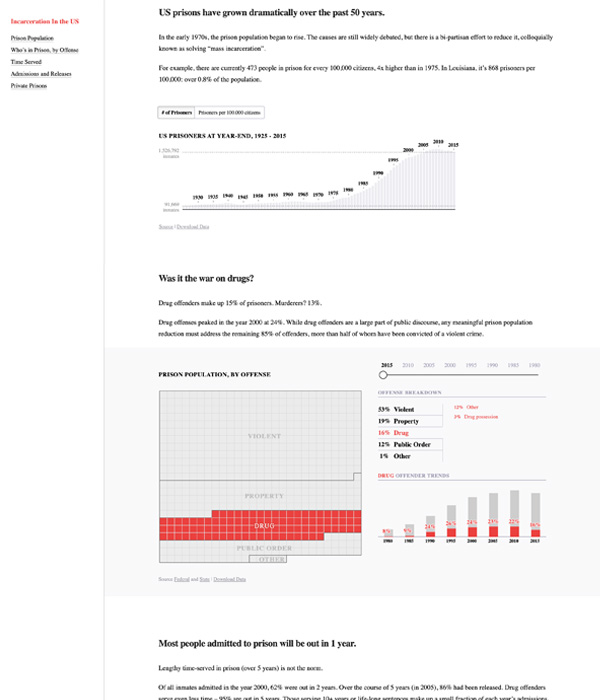 Incarceration In the US
Prison Population
Who's in Prison, by Offense
Time Served
Admissions and Releases
Private Prisons
US prisons have grown dramatically over the past 50 years.
In the early 1970s, the prison population began to rise. The causes are still widely debated, but there is a bi-partisan effort to reduce it, colloquially
known as solving "mass incarceration".
For example, there are currently 473 people in prison for every 100,000 citizens, 4x higher than in 1975. In Louisiana, it's 868 prisoners per
100,000: over 0.8% of the population.
# of Prisoners Prisoners per 100,000 citizens
US PRISONERS AT YEAR-END, 1925 - 2015
inmates
1930 1935 1940 1945 1950 1955 1960 1965 1970 1975 1980 1985 1990 1995 2000 2005 2010 2015
inmates
Source | Download Data
Was it the war on drugs?
Drug offenders make up 15% of prisoners. Murderers? 13%.
Drug offenses peaked in the year 2000 at 24%. While drug offenders are a large part of public discourse, any meaningful prison population
reduction must address the remaining 85% of offenders, more than half of whom have been convicted of a violent crime.
PRISON POPULATION, BY OFFENSE
VIOLENT
PROPERTY
DRUG
PUBLIC ORDER
OTHER
2015 2010 2005 2000 1995 1990 1985 1980
OFFENSE BREAKDOWN
53% Violent
19% Property
16% Drug
12% Public Order
1% Other
12% Other
3% Drug possession
DRUG OFFENDER TRENDS
8% 9% 24% 26% 24% 23% 22% 16%
1980 1985 1990 1995 2000 2005 2010 2015
Source Federal and State | Download Data
Most people admitted to prison will be out in 1 year.
Lengthy time-served in prison (over 5 years) is not the norm.
Of all inmates admitted in the year 2000, 62% were out in 2 years. Over the course of 5 years (in 2005), 86% had been released. Drug offenders